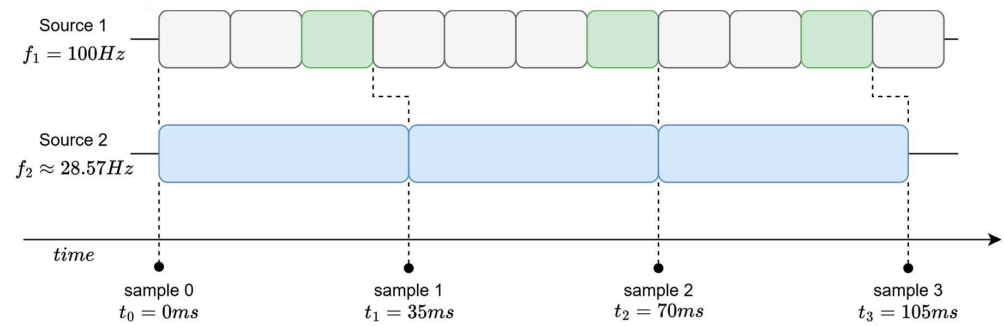 Source 1
f₁ = 100Hz
Source 2
f₂ ≈ 28.57Hz
time
sample 0
t₀ = 0ms
sample 1
t₁ = 35ms
sample 2
t₂ = 70ms
sample 3
t₃ = 105ms